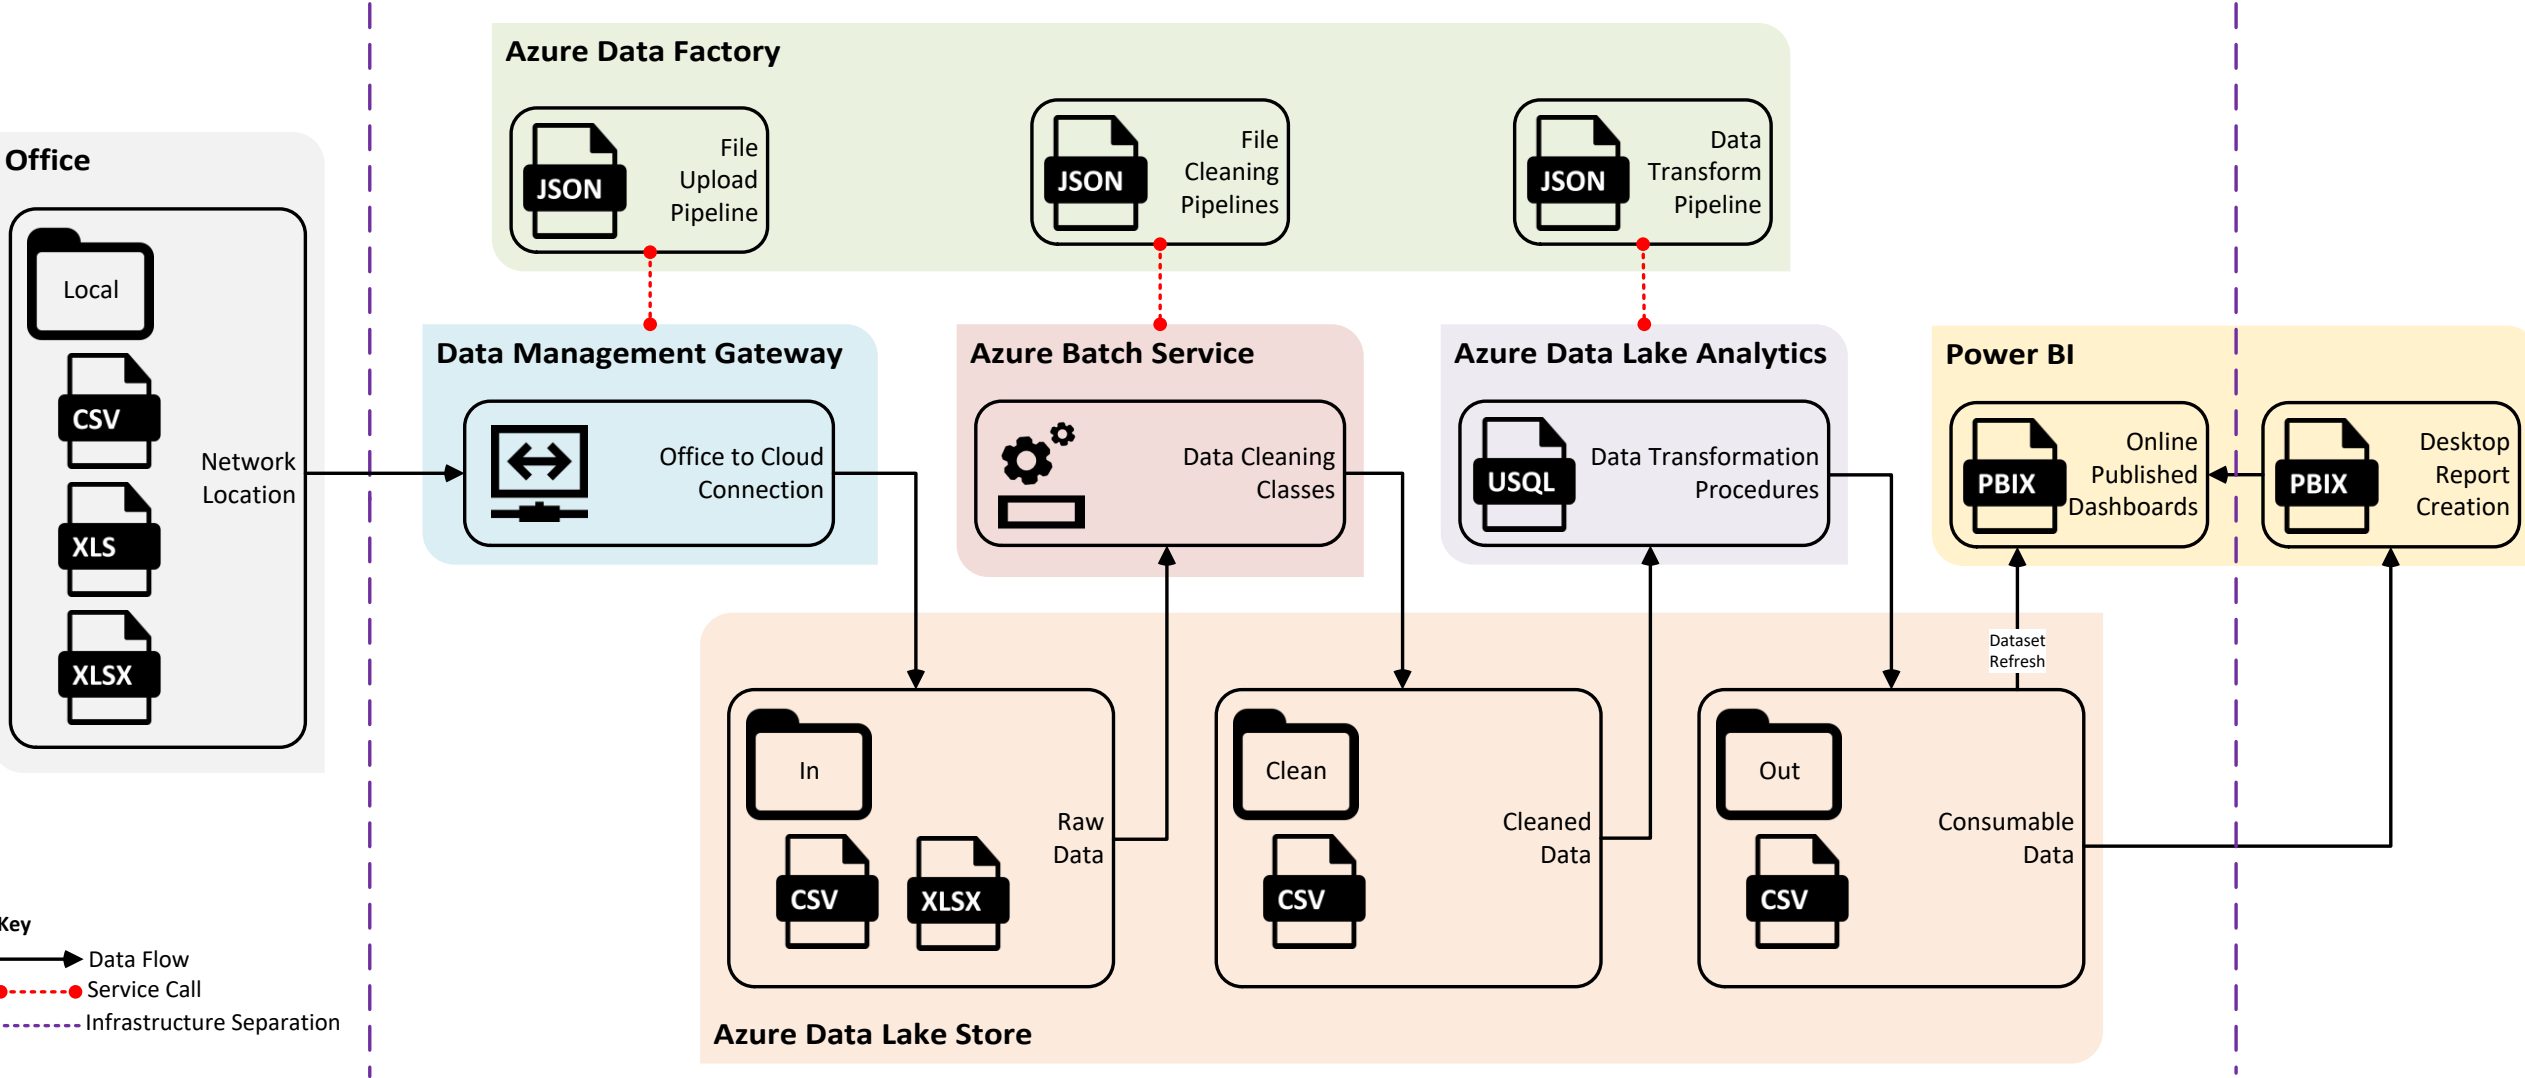 Azure Data Factory
JSON
File
Upload
Pipeline
JSON
File
Cleaning
Pipelines
JSON
Data
Transform
Pipeline
Office
Local
CSV
XLS
XLSX
Network
Location
Data Management Gateway
Office to Cloud
Connection
Azure Batch Service
Data Cleaning
Classes
Azure Data Lake Analytics
USQL
Data Transformation
Procedures
Power BI
PBIX
Online
Published
Dashboards
PBIX
Desktop
Report
Creation
Dataset
Refresh
In
CSV
XLSX
Raw
Data
Clean
CSV
Cleaned
Data
Out
CSV
Consumable
Data
Azure Data Lake Store
Key
Data Flow
Service Call
Infrastructure Separation